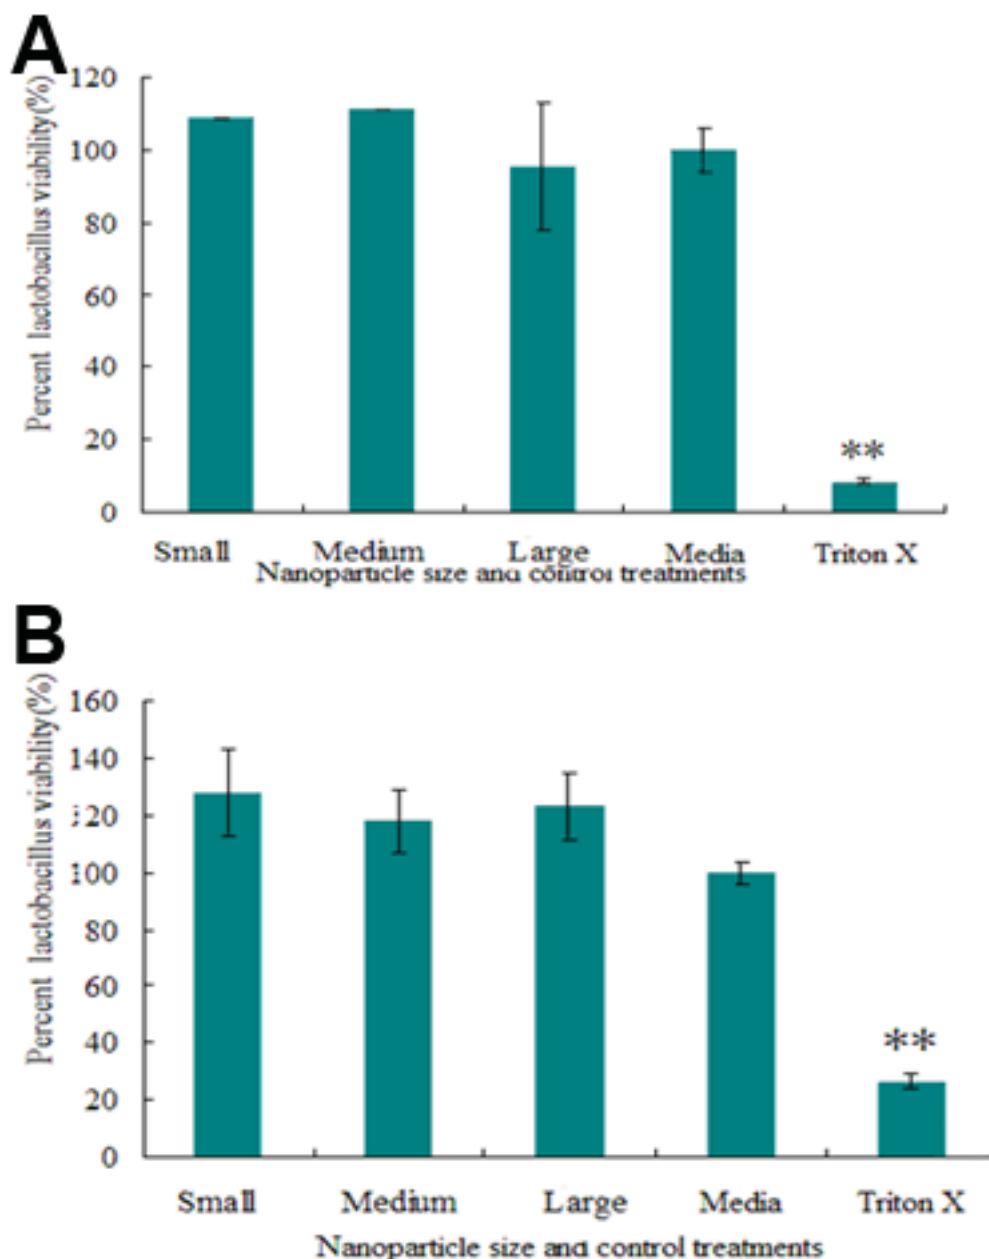 A
Percent lactobacillus viability(%)
120
100
80
60
40
20
0
**
Small Medium Large Media Triton X
Nanoparticle size and control treatments
B
Percent lactobacillus viability(%)
160
140
120
100
80
60
40
20
0
**
Small Medium Large Media Triton X
Nanoparticle size and control treatments